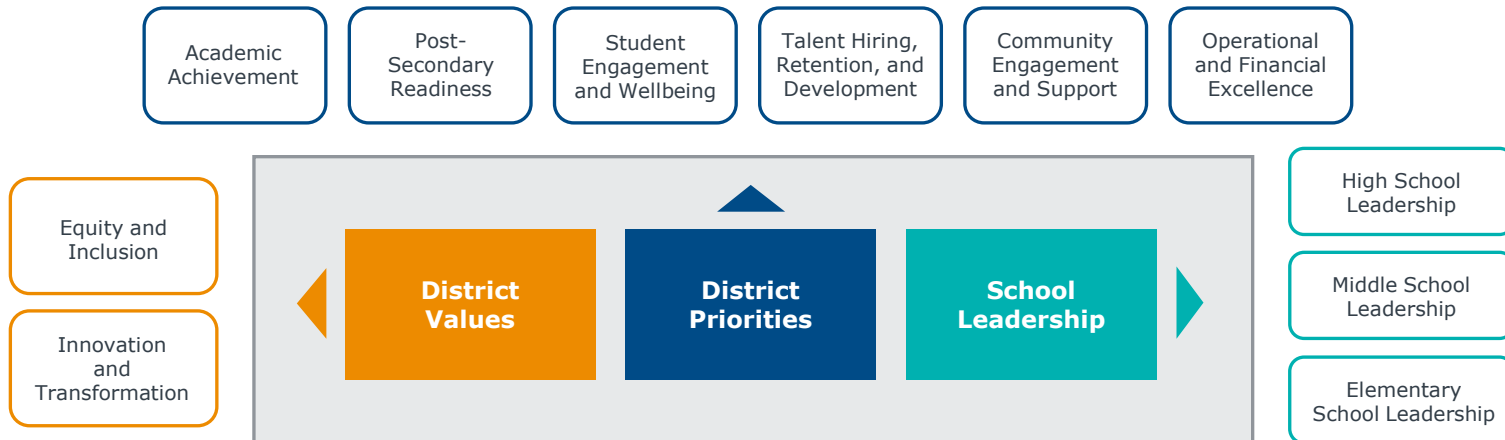 Academic
Achievement
Post-
Secondary
Readiness
Student
Engagement
and Wellbeing
Talent Hiring,
Retention, and
Development
Community
Engagement
and Support
Operational
and Financial
Excellence
Equity and
Inclusion
Innovation
and
Transformation
District
Values
District
Priorities
School
Leadership
High School
Leadership
Middle School
Leadership
Elementary
School Leadership